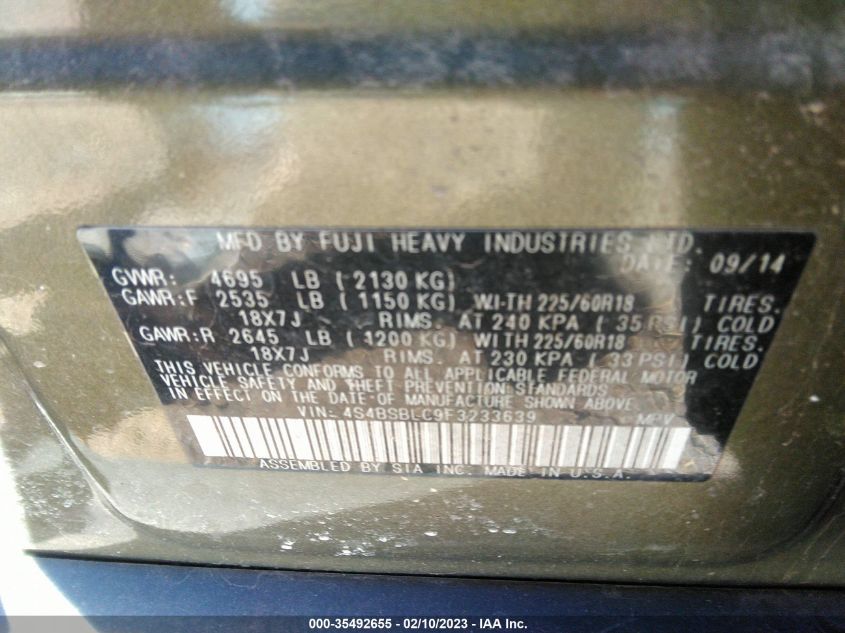 MFD BY FUJI HEAVY INDUSTRIES LTD.
DATE: 09/14
GVWR: 4695 LB (2130 KG)
GAWR:F 2535 LB (1150 KG) WITH 225/60R18 TIRES.
18X7J RIMS. AT 240 KPA (35 PSI) COLD
GAWR:R 2645 LB (1200 KG) WITH 225/60R18 TIRES.
18X7J RIMS. AT 230 KPA (33 PSI) COLD
THIS VEHICLE CONFORMS TO ALL APPLICABLE FEDERAL MOTOR
VEHICLE SAFETY AND THEFT PREVENTION STANDARDS
IN EFFECT ON THE DATE OF MANUFACTURE SHOWN ABOVE.
VIN: 4S4BSBLC9F3233639 MPV
ASSEMBLED BY SIA INC. MADE IN U.S.A.
000-35492655 - 02/10/2023 - IAA Inc.